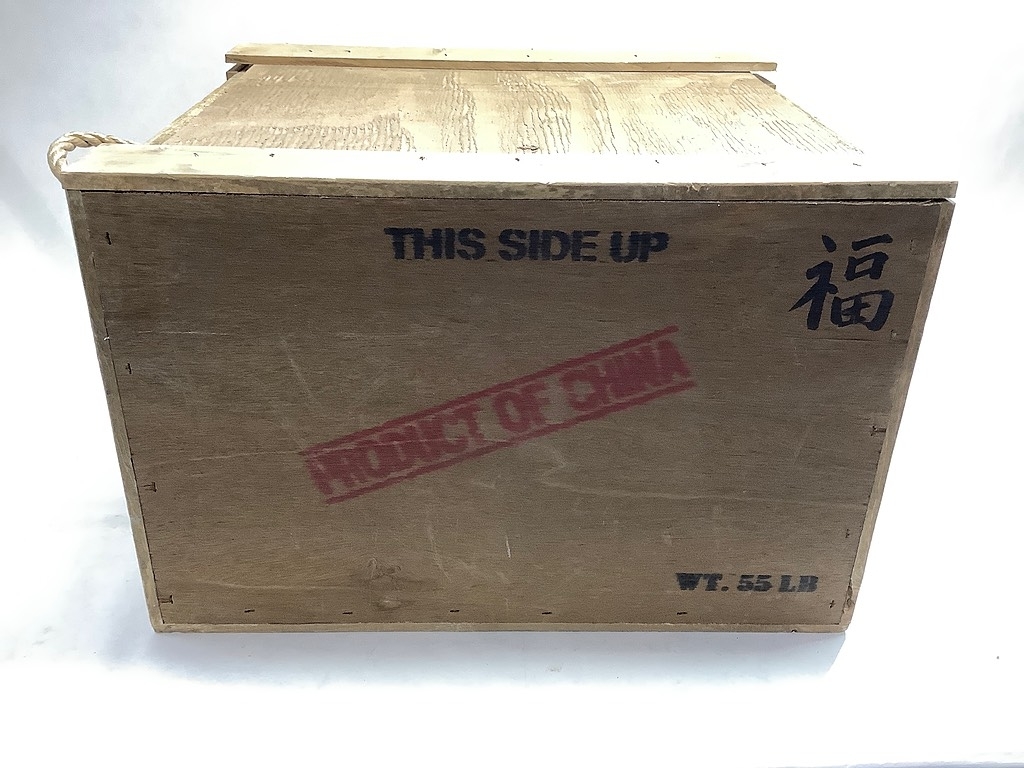 THIS SIDE UP
福
PRODUCT OF CHINA
WT. 55 LB